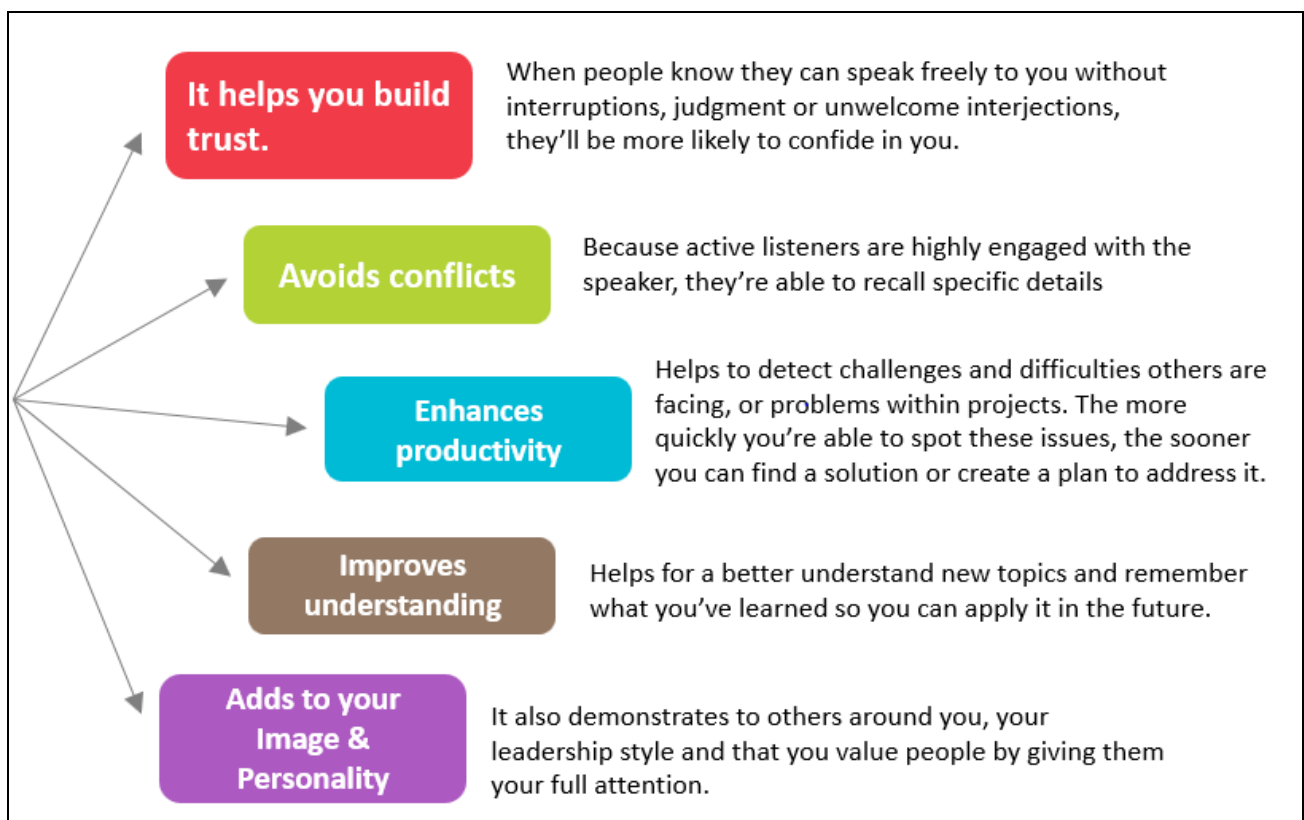 It helps you build
trust.
When people know they can speak freely to you without
interruptions, judgment or unwelcome interjections,
they’ll be more likely to confide in you.
Avoids conflicts
Because active listeners are highly engaged with the
speaker, they’re able to recall specific details
Enhances
productivity
Helps to detect challenges and difficulties others are
facing, or problems within projects. The more
quickly you’re able to spot these issues, the sooner
you can find a solution or create a plan to address it.
Improves
understanding
Helps for a better understand new topics and remember
what you’ve learned so you can apply it in the future.
Adds to your
Image &
Personality
It also demonstrates to others around you, your
leadership style and that you value people by giving them
your full attention.